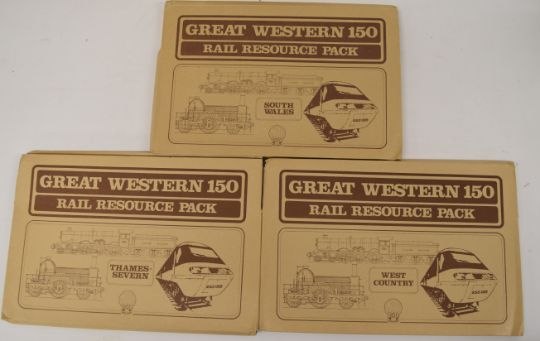 GREAT WESTERN 150
RAIL RESOURCE PACK
SOUTH
WALES
GREAT WESTERN 150
RAIL RESOURCE PACK
THAMES-
SEVERN
GREAT WESTERN 150
RAIL RESOURCE PACK
WEST
COUNTRY